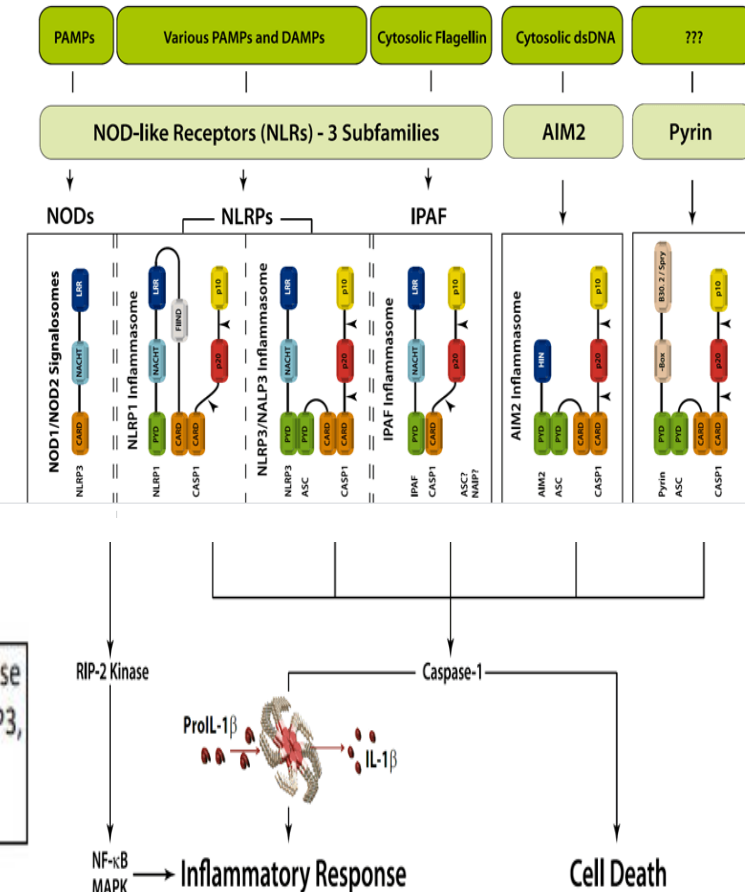 PAMPs
Various PAMPs and DAMPs
Cytosolic Flagellin
Cytosolic dsDNA
???
NOD-like Receptors (NLRs) - 3 Subfamilies
AIM2
Pyrin
NODs
NLRPs
IPAF
NOD1/NOD2 Signalosomes
LRR
NACHT
CARD
NLRP3
NLRP1 Inflammasome
LRR
NACHT
PYD
FIIND
CARD
p10
p20
CARD
NLRP1
CASP1
NLRP3/NALP3 Inflammasome
LRR
NACHT
PYD
PYD
CARD
p10
p20
CARD
NLRP3
ASC
CASP1
IPAF Inflammasome
LRR
NACHT
PYD
p10
p20
CARD
IPAF
CASP1
ASC?
NAIP?
AIM2 Inflammasome
HIN
PYD
PYD
CARD
p10
p20
CARD
AIM2
ASC
CASP1
B30. 2 / Spry
-Box
PYD
PYD
CARD
p10
p20
CARD
Pyrin
ASC
CASP1
se
P3,
RIP-2 Kinase
Caspase-1
ProIL-1β
IL-1β
NF-κB
MAPK
Inflammatory Response
Cell Death